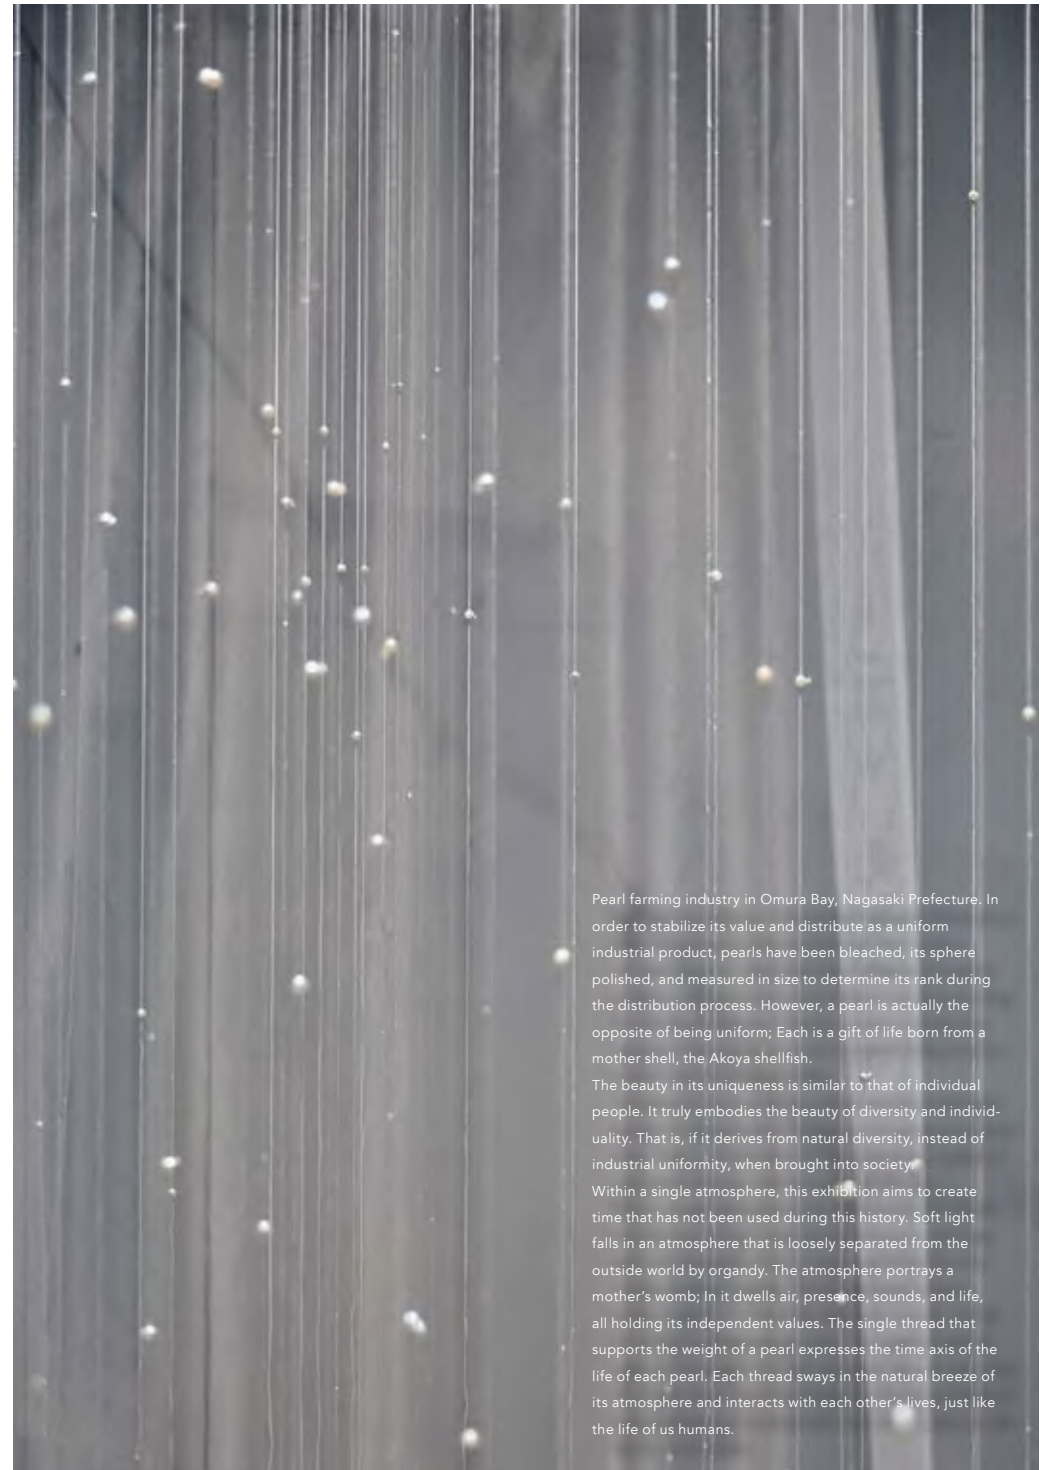 Pearl farming industry in Omura Bay, Nagasaki Prefecture. In
order to stabilize its value and distribute as a uniform
industrial product, pearls have been bleached, its sphere
polished, and measured in size to determine its rank during
the distribution process. However, a pearl is actually the
opposite of being uniform; Each is a gift of life born from a
mother shell, the Akoya shellfish.
The beauty in its uniqueness is similar to that of individual
people. It truly embodies the beauty of diversity and individ-
uality. That is, if it derives from natural diversity, instead of
industrial uniformity, when brought into society.
Within a single atmosphere, this exhibition aims to create
time that has not been used during this history. Soft light
falls in an atmosphere that is loosely separated from the
outside world by organdy. The atmosphere portrays a
mother’s womb; In it dwells air, presence, sounds, and life,
all holding its independent values. The single thread that
supports the weight of a pearl expresses the time axis of the
life of each pearl. Each thread sways in the natural breeze of
its atmosphere and interacts with each other’s lives, just like
the life of us humans.